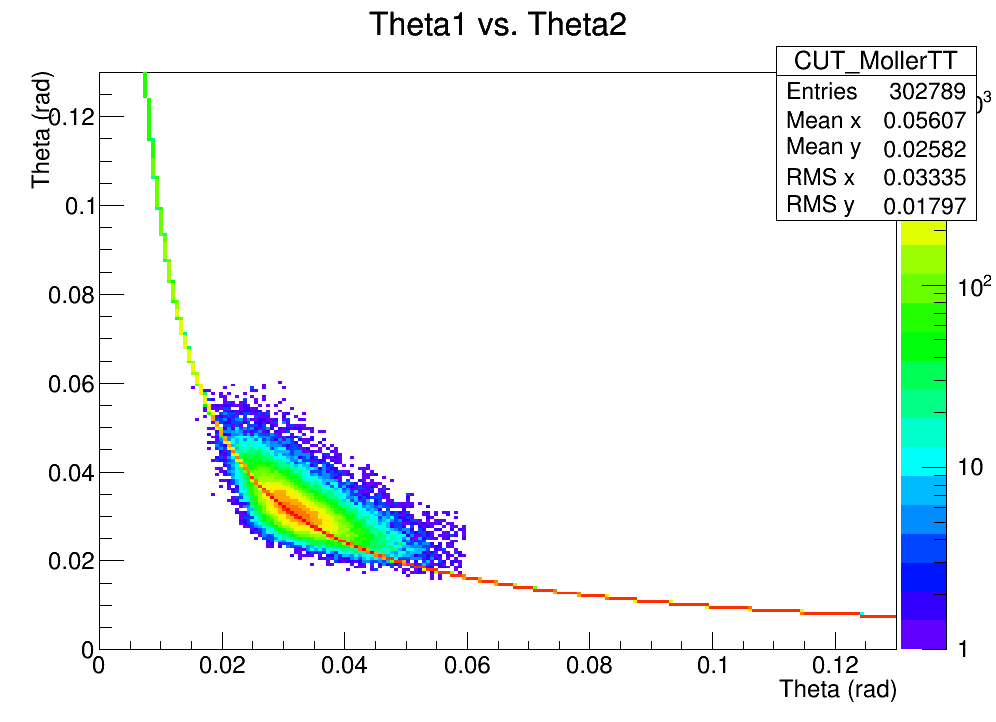 Theta1 vs. Theta2
CUT_MollerTT
Entries 302789
Mean x 0.05607
Mean y 0.02582
RMS x 0.03335
RMS y 0.01797
Theta (rad)
0.12
0.1
0.08
0.06
0.04
0.02
0
0 0.02 0.04 0.06 0.08 0.1 0.12
Theta (rad)
10²
10
1